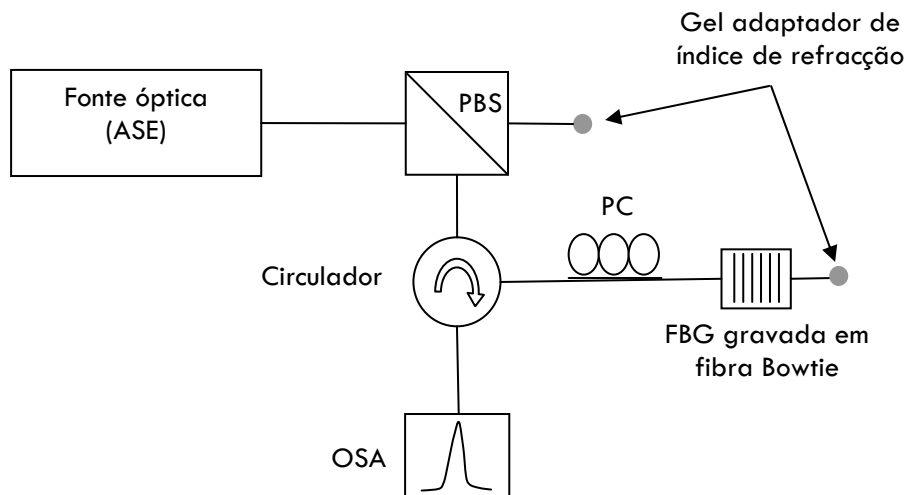 Gel adaptador de
índice de refracção
Fonte óptica
(ASE)
PBS
PC
Circulador
FBG gravada em
fibra Bowtie
OSA